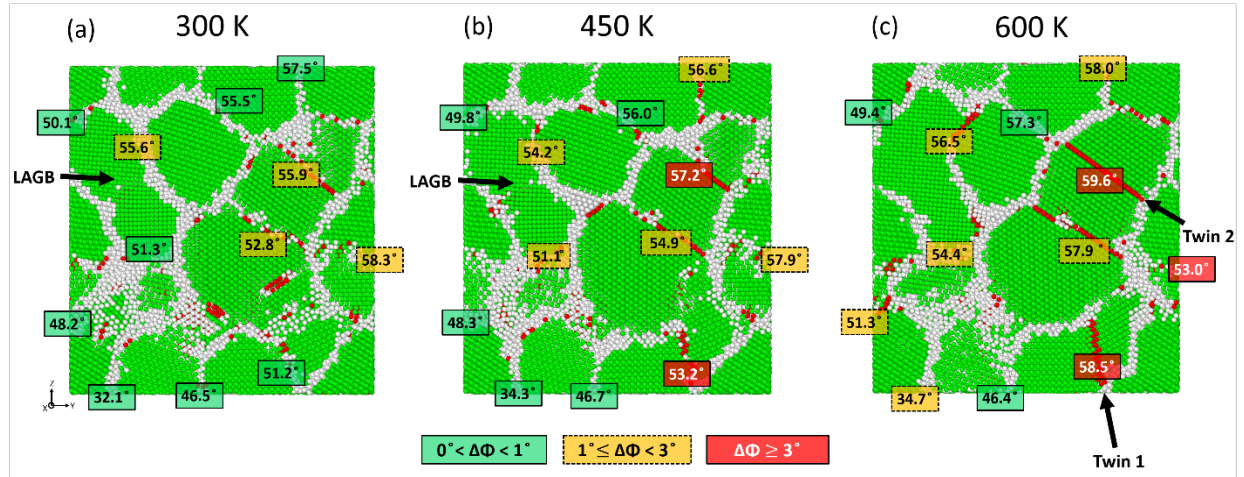 (a) 300 K
57.5°
55.5°
50.1°
55.6°
55.9°
LAGB
52.8°
51.3°
58.3°
48.2°
51.2°
32.1°
46.5°
Z
X
Y
(b) 450 K
56.6°
56.0°
49.8°
54.2°
57.2°
LAGB
54.9°
51.1°
57.9°
48.3°
53.2°
34.3°
46.7°
(c) 600 K
58.0°
57.3°
49.4°
56.5°
59.6°
Twin 2
57.9
54.4°
53.0°
51.3°
58.5°
34.7°
46.4°
Twin 1
0°< ΔΦ < 1°
1°≤ ΔΦ < 3°
ΔΦ ≥ 3°